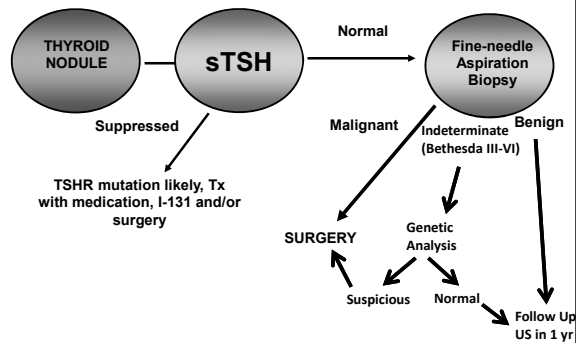 THYROID
NODULE
sTSH
Normal
Fine-needle
Aspiration
Biopsy
Suppressed
Malignant
Indeterminate
(Bethesda III-VI)
Benign
TSHR mutation likely, Tx
with medication, I-131 and/or
surgery
SURGERY
Genetic
Analysis
Suspicious
Normal
Follow Up
US in 1 yr